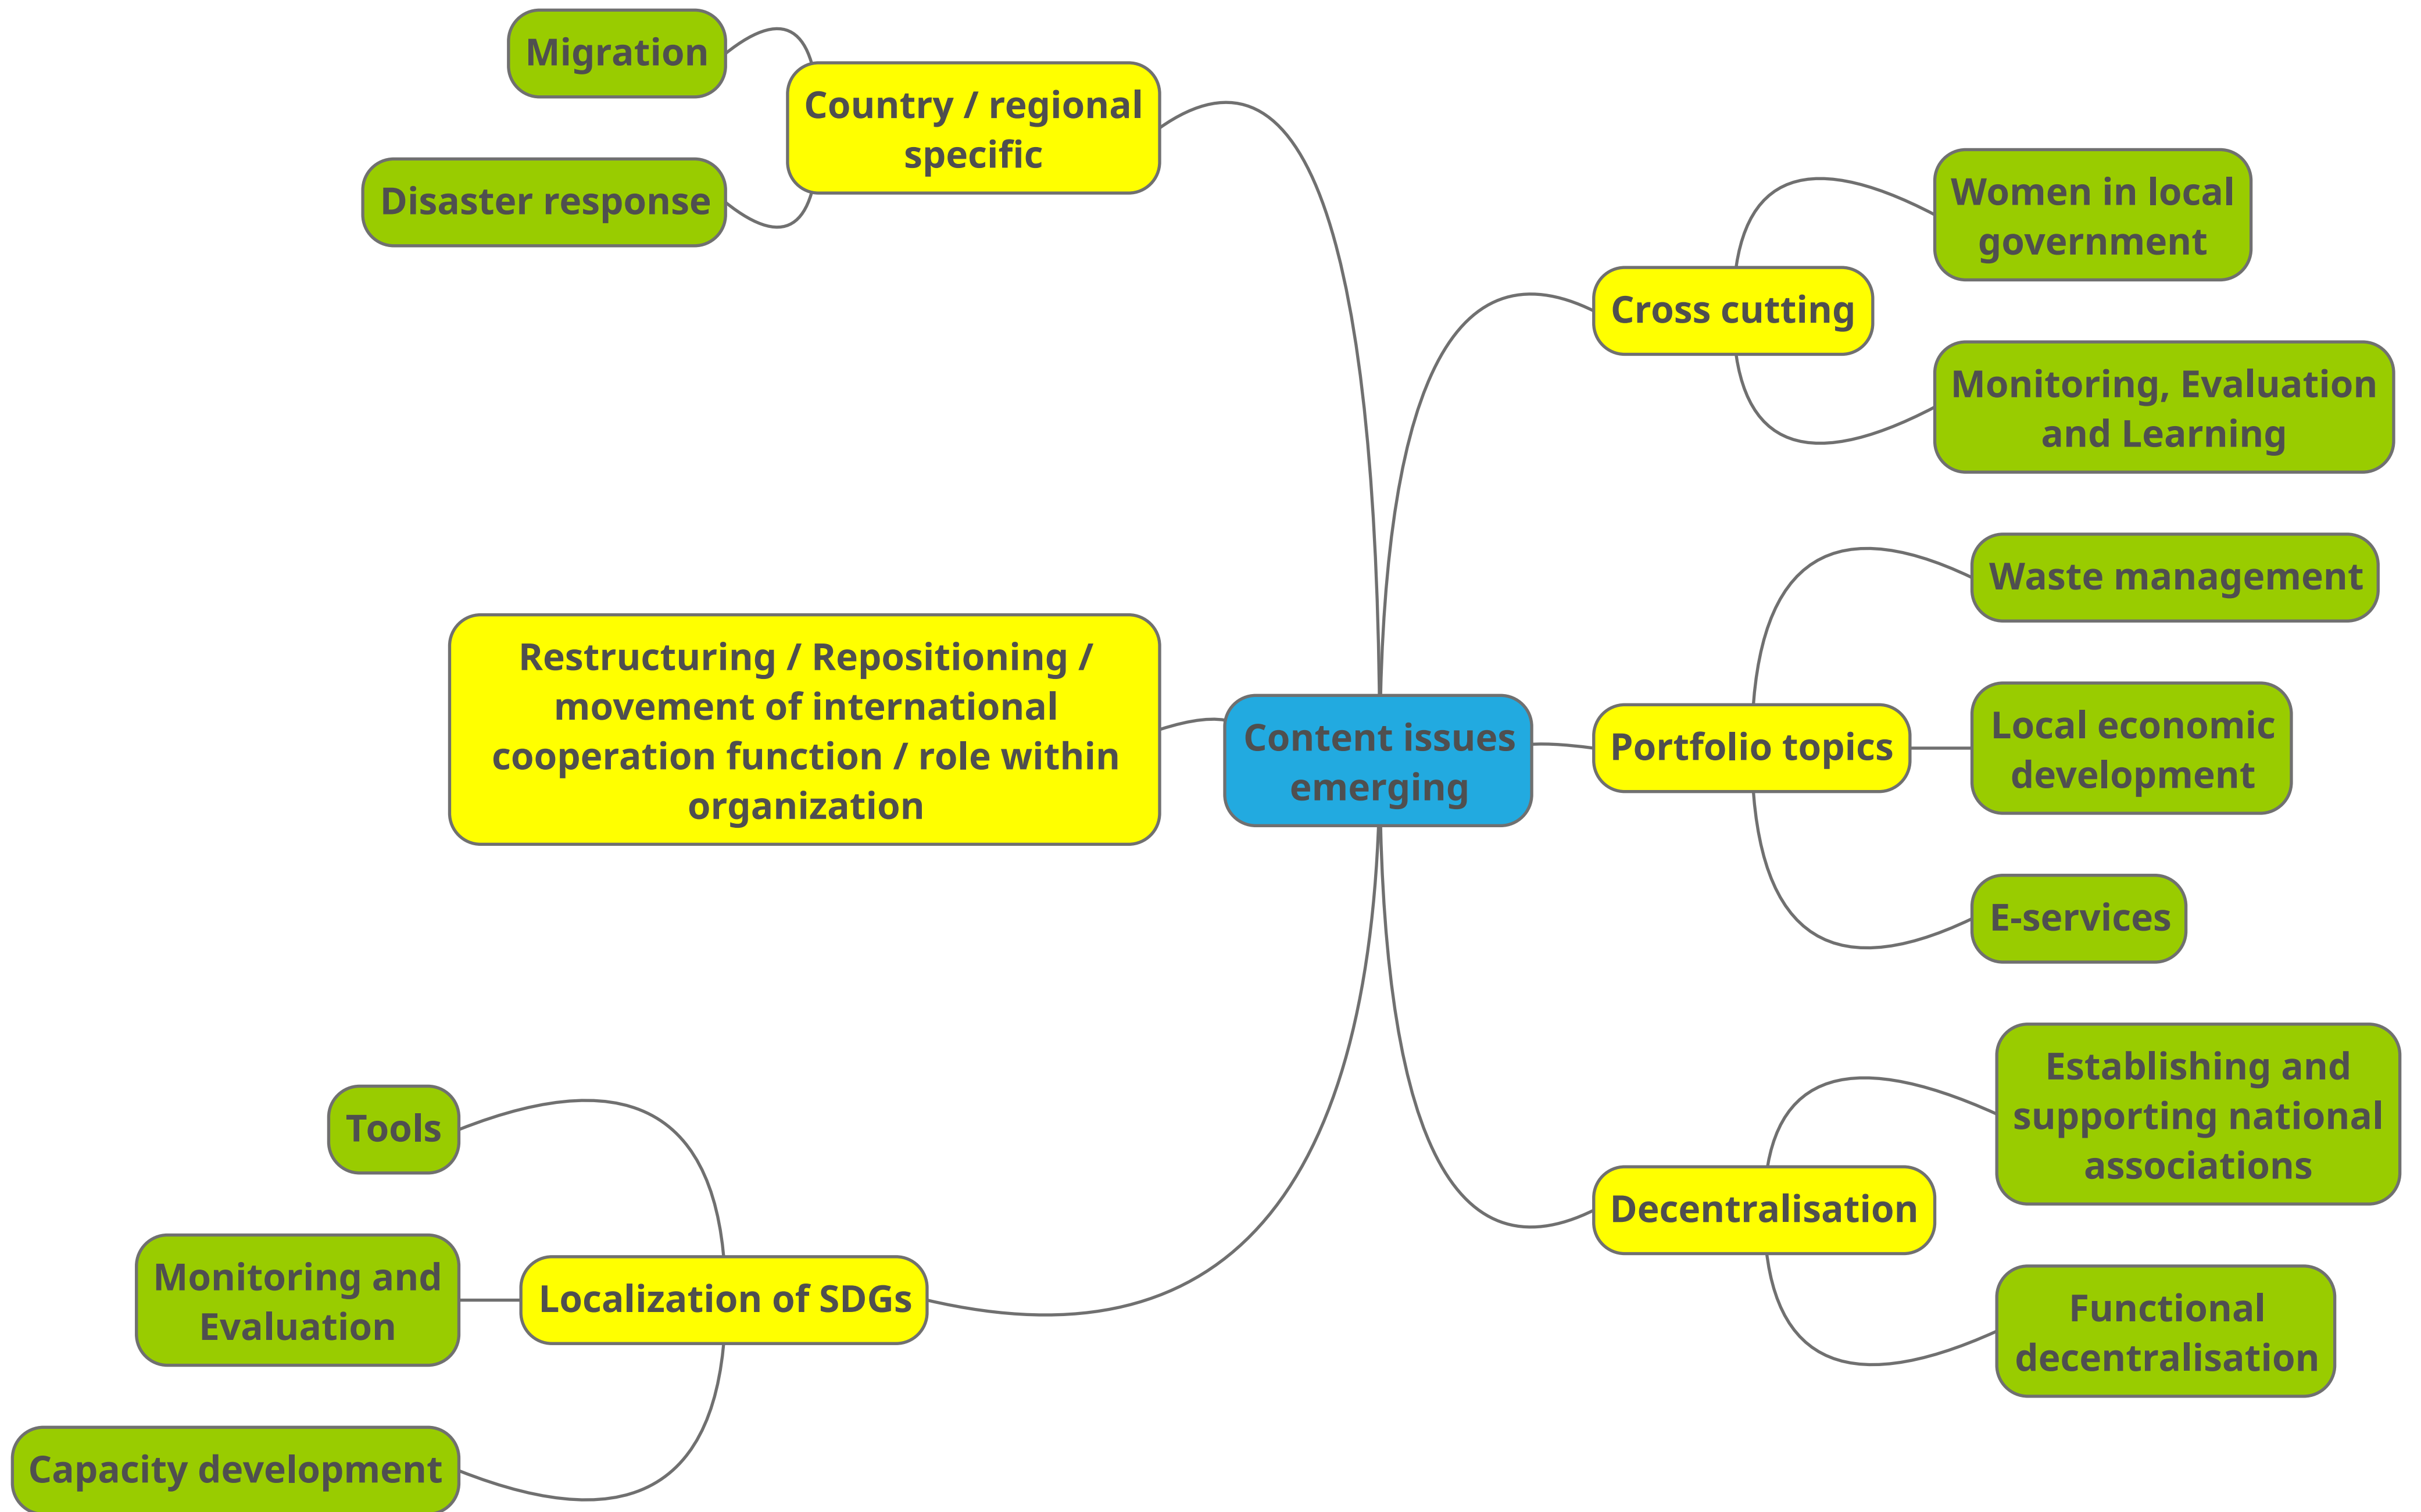 Content issues
emerging
Cross cutting
Women in local
government
Monitoring, Evaluation
and Learning
Portfolio topics
Waste management
Local economic
development
E-services
Decentralisation
Establishing and
supporting national
associations
Functional
decentralisation
Country / regional
specific
Migration
Disaster response
Restructuring / Repositioning /
movement of international
cooperation function / role within
organization
Localization of SDGs
Tools
Monitoring and
Evaluation
Capacity development